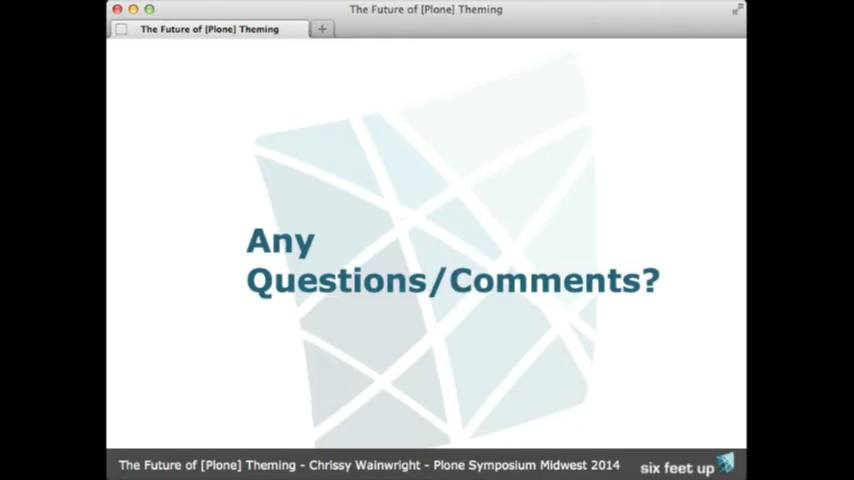 The Future of [Plone] Theming
The Future of [Plone] Theming
Any
Questions/Comments?
The Future of [Plone] Theming - Chrissy Wainwright - Plone Symposium Midwest 2014
six feet up